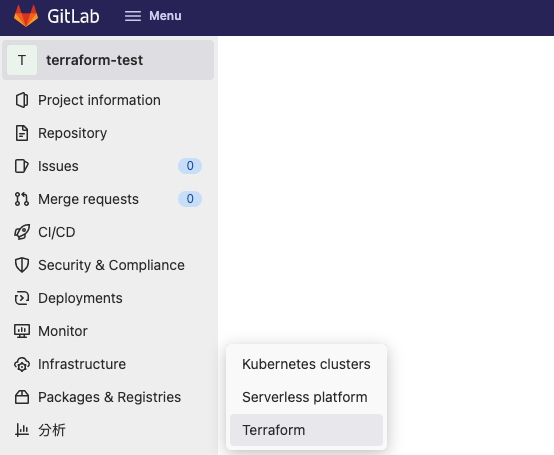 GitLab Menu
T terraform-test
Project information
Repository
Issues 0
Merge requests 0
CI/CD
Security & Compliance
Deployments
Monitor
Infrastructure
Packages & Registries
分析
Kubernetes clusters
Serverless platform
Terraform